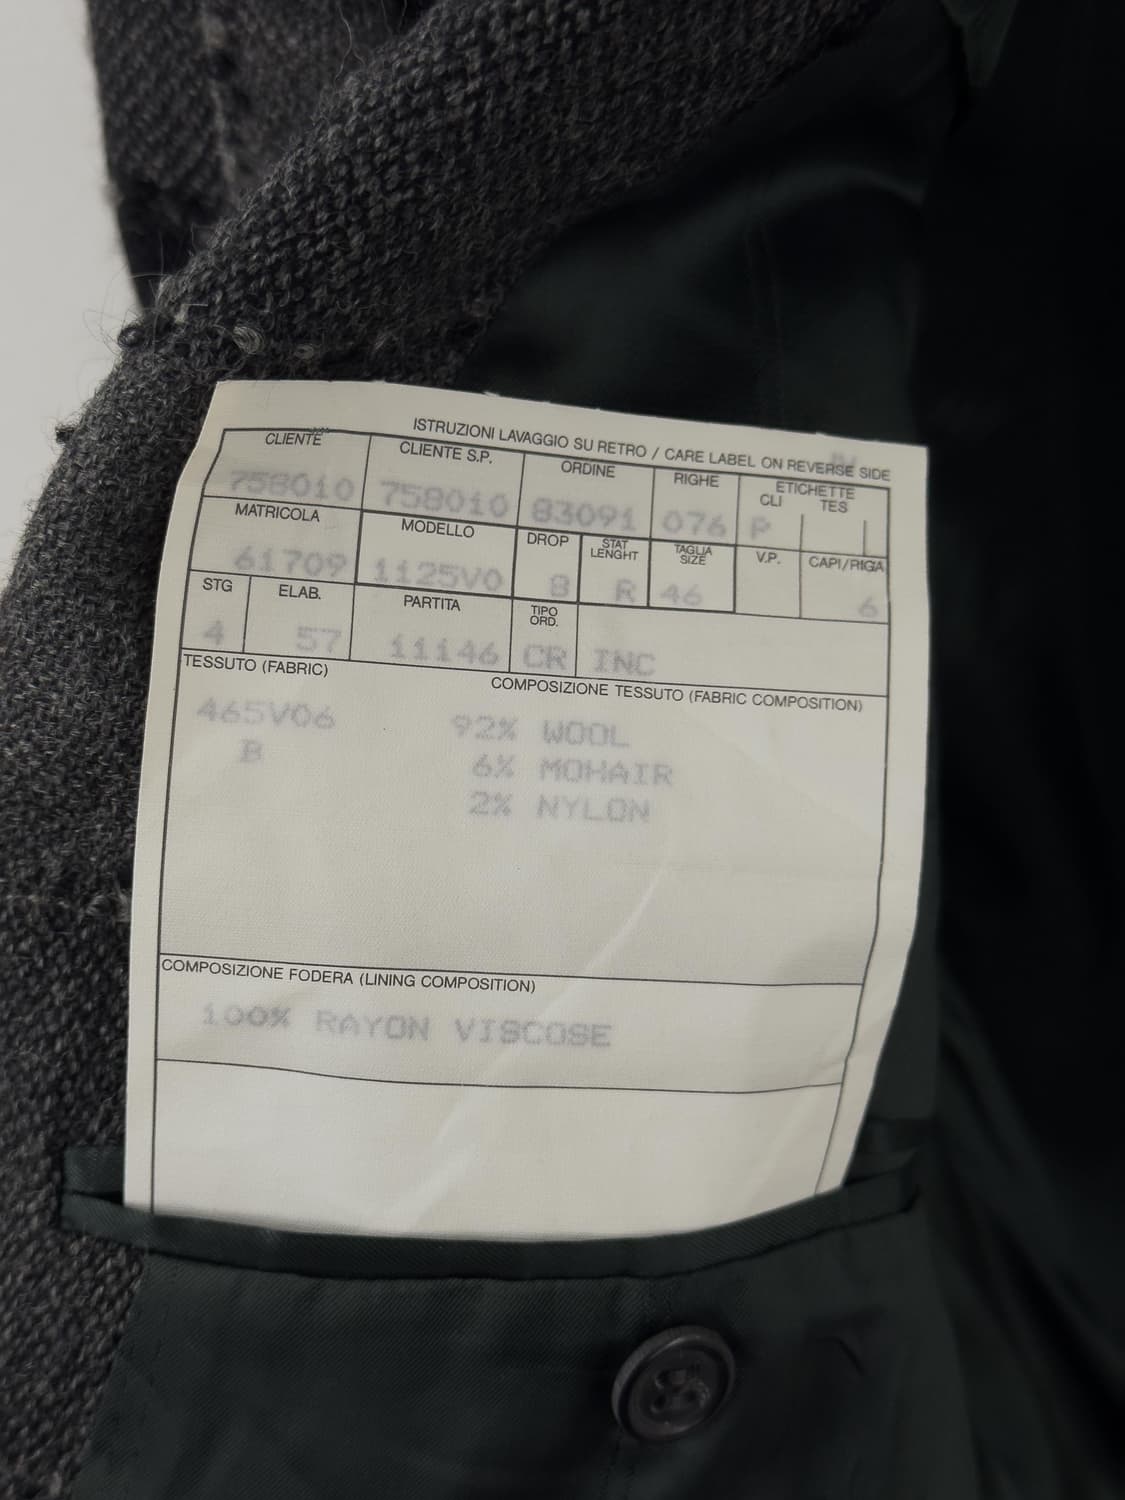 ISTRUZIONI LAVAGGIO SU RETRO / CARE LABEL ON REVERSE SIDE
CLIENTE CLIENTE S.P. ORDINE RIGHE ETICHETTE
CLI TES
758010 758010 83091 076 P
MATRICOLA MODELLO DROP STAT LENGHT TAGLIA SIZE V.P. CAPI/RIGA
61709 1125V0 8 R 46 6
STG ELAB. PARTITA TIPO ORD.
4 57 11146 CR INC
TESSUTO (FABRIC) COMPOSIZIONE TESSUTO (FABRIC COMPOSITION)
465V06 92% WOOL
B 6% MOHAIR
2% NYLON
COMPOSIZIONE FODERA (LINING COMPOSITION)
100% RAYON VISCOSE